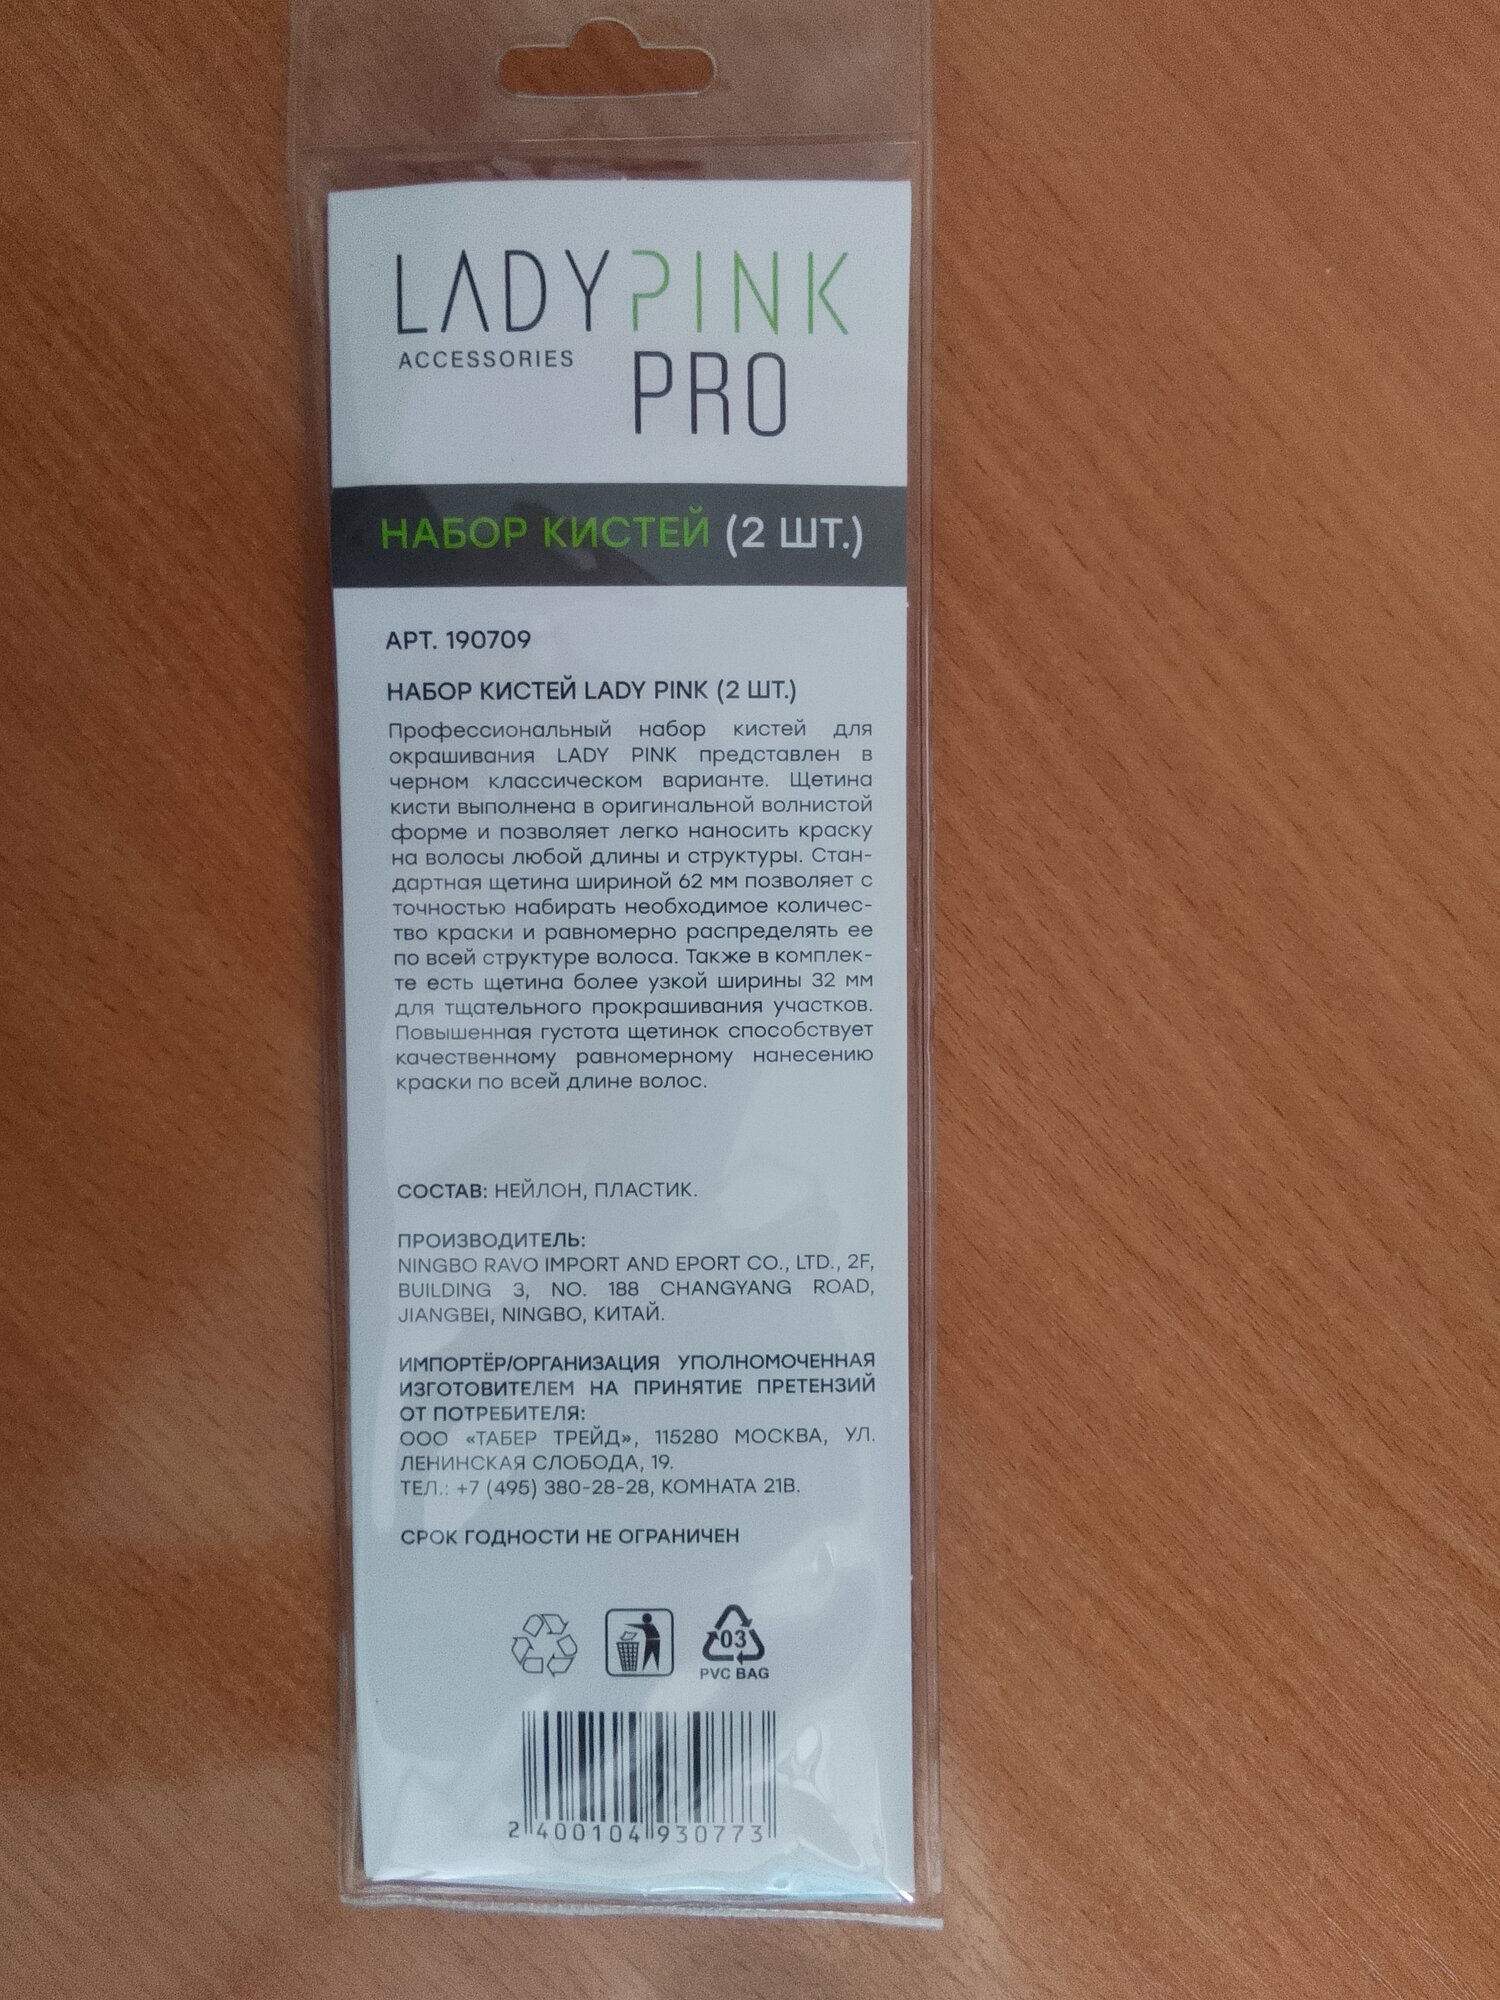 LADYPINK
ACCESSORIES
PRO
НАБОР КИСТЕЙ (2 ШТ.)
АРТ. 190709
НАБОР КИСТЕЙ LADY PINK (2 ШТ.)
Профессиональный набор кистей для
окрашивания LADY PINK представлен в
черном классическом варианте. Щетина
кисти выполнена в оригинальной волнистой
форме и позволяет легко наносить краску
на волосы любой длины и структуры. Стан-
дартная щетина шириной 62 мм позволяет с
точностью набирать необходимое количес-
тво краски и равномерно распределять ее
по всей структуре волоса. Также в комплек-
те есть щетина более узкой ширины 32 мм
для тщательного прокрашивания участков.
Повышенная густота щетинок способствует
качественному равномерному нанесению
краски по всей длине волос.
СОСТАВ: НЕЙЛОН, ПЛАСТИК.
ПРОИЗВОДИТЕЛЬ:
NINGBO RAVO IMPORT AND EPORT CO., LTD., 2F,
BUILDING 3, NO. 188 CHANGYANG ROAD,
JIANGBEI, NINGBO, КИТАЙ.
ИМПОРТЁР/ОРГАНИЗАЦИЯ УПОЛНОМОЧЕННАЯ
ИЗГОТОВИТЕЛЕМ НА ПРИНЯТИЕ ПРЕТЕНЗИЙ
ОТ ПОТРЕБИТЕЛЯ:
ООО «ТАБЕР ТРЕЙД», 115280 МОСКВА, УЛ.
ЛЕНИНСКАЯ СЛОБОДА, 19.
ТЕЛ.: +7 (495) 380-28-28, КОМНАТА 21В.
СРОК ГОДНОСТИ НЕ ОГРАНИЧЕН
03
PVC BAG
2 400104 930773